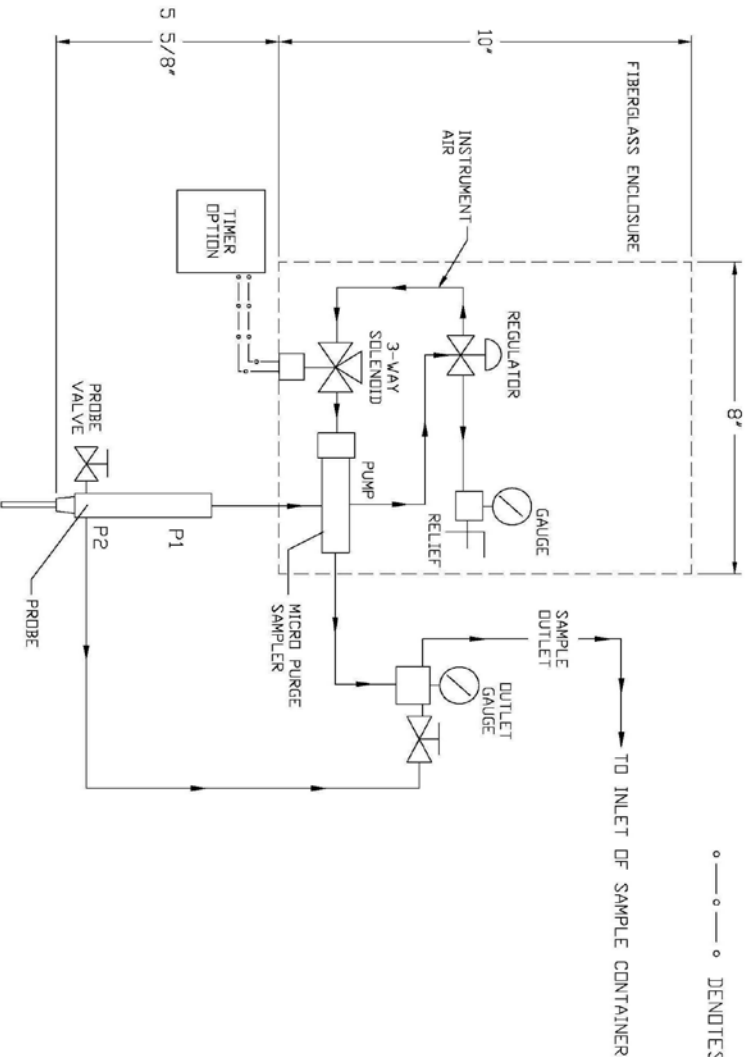 8"
10"
5 5/8"
FIBERGLASS ENCLOSURE
INSTRUMENT
AIR
REGULATOR
GAUGE
RELIEF
3-WAY
SOLENOID
TIMER
OPTION
PUMP
MICRO PURGE
SAMPLER
PROBE
VALVE
P1
P2
PROBE
SAMPLE
OUTLET
OUTLET
GAUGE
TO INLET OF SAMPLE CONTAINER
DENOTES